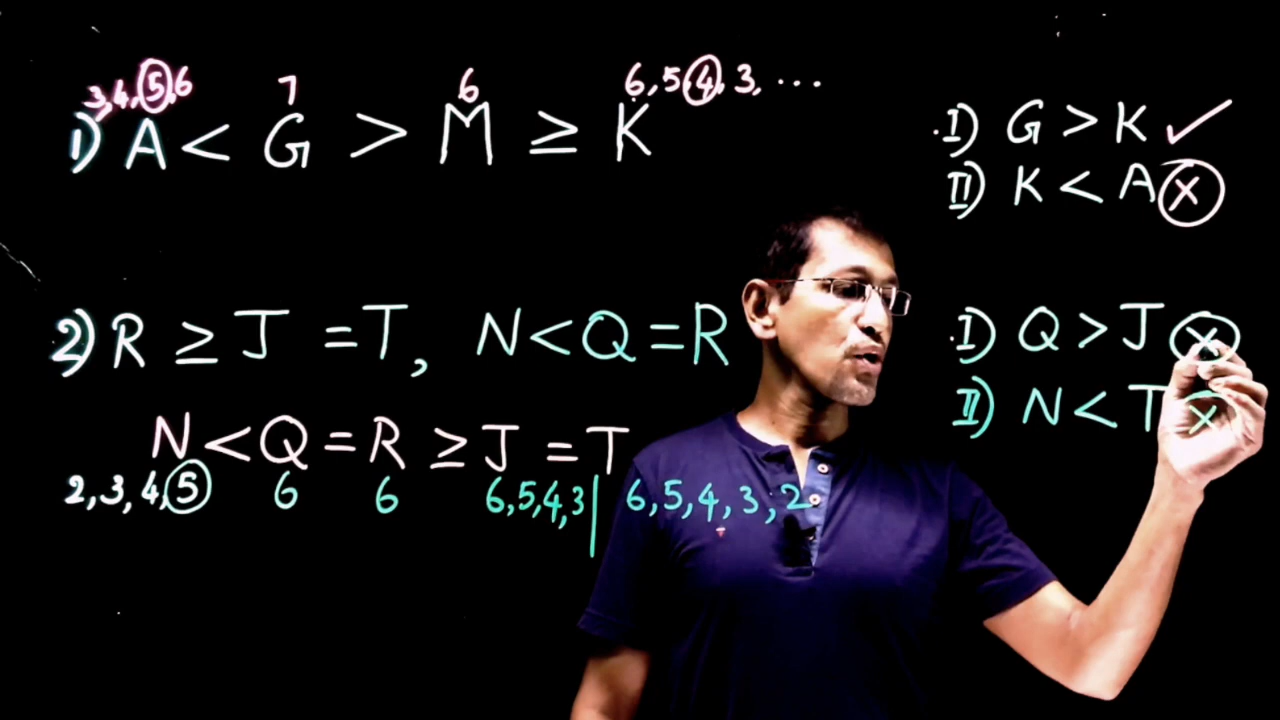 3,4,5,6 7 6 6,5,4,3,...
1) A < G > M ≥ K
I) G > K ✓
II) K < A X
2) R ≥ J = T, N < Q = R
I) Q > J X
II) N < T X
N < Q = R ≥ J = T
2,3,4,5 6 6 6,5,4,3 | 6,5,4,3,2